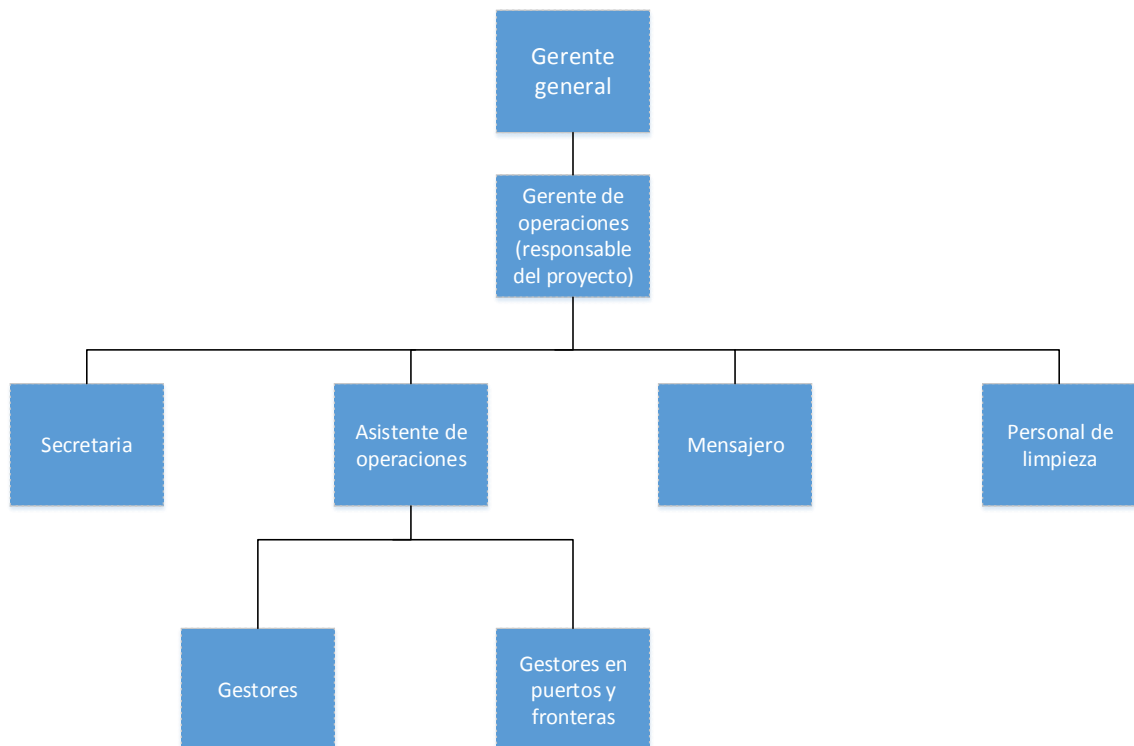 Gerente
general
Gerente de
operaciones
(responsable
del proyecto)
Secretaria
Asistente de
operaciones
Mensajero
Personal de
limpieza
Gestores
Gestores en
puertos y
fronteras